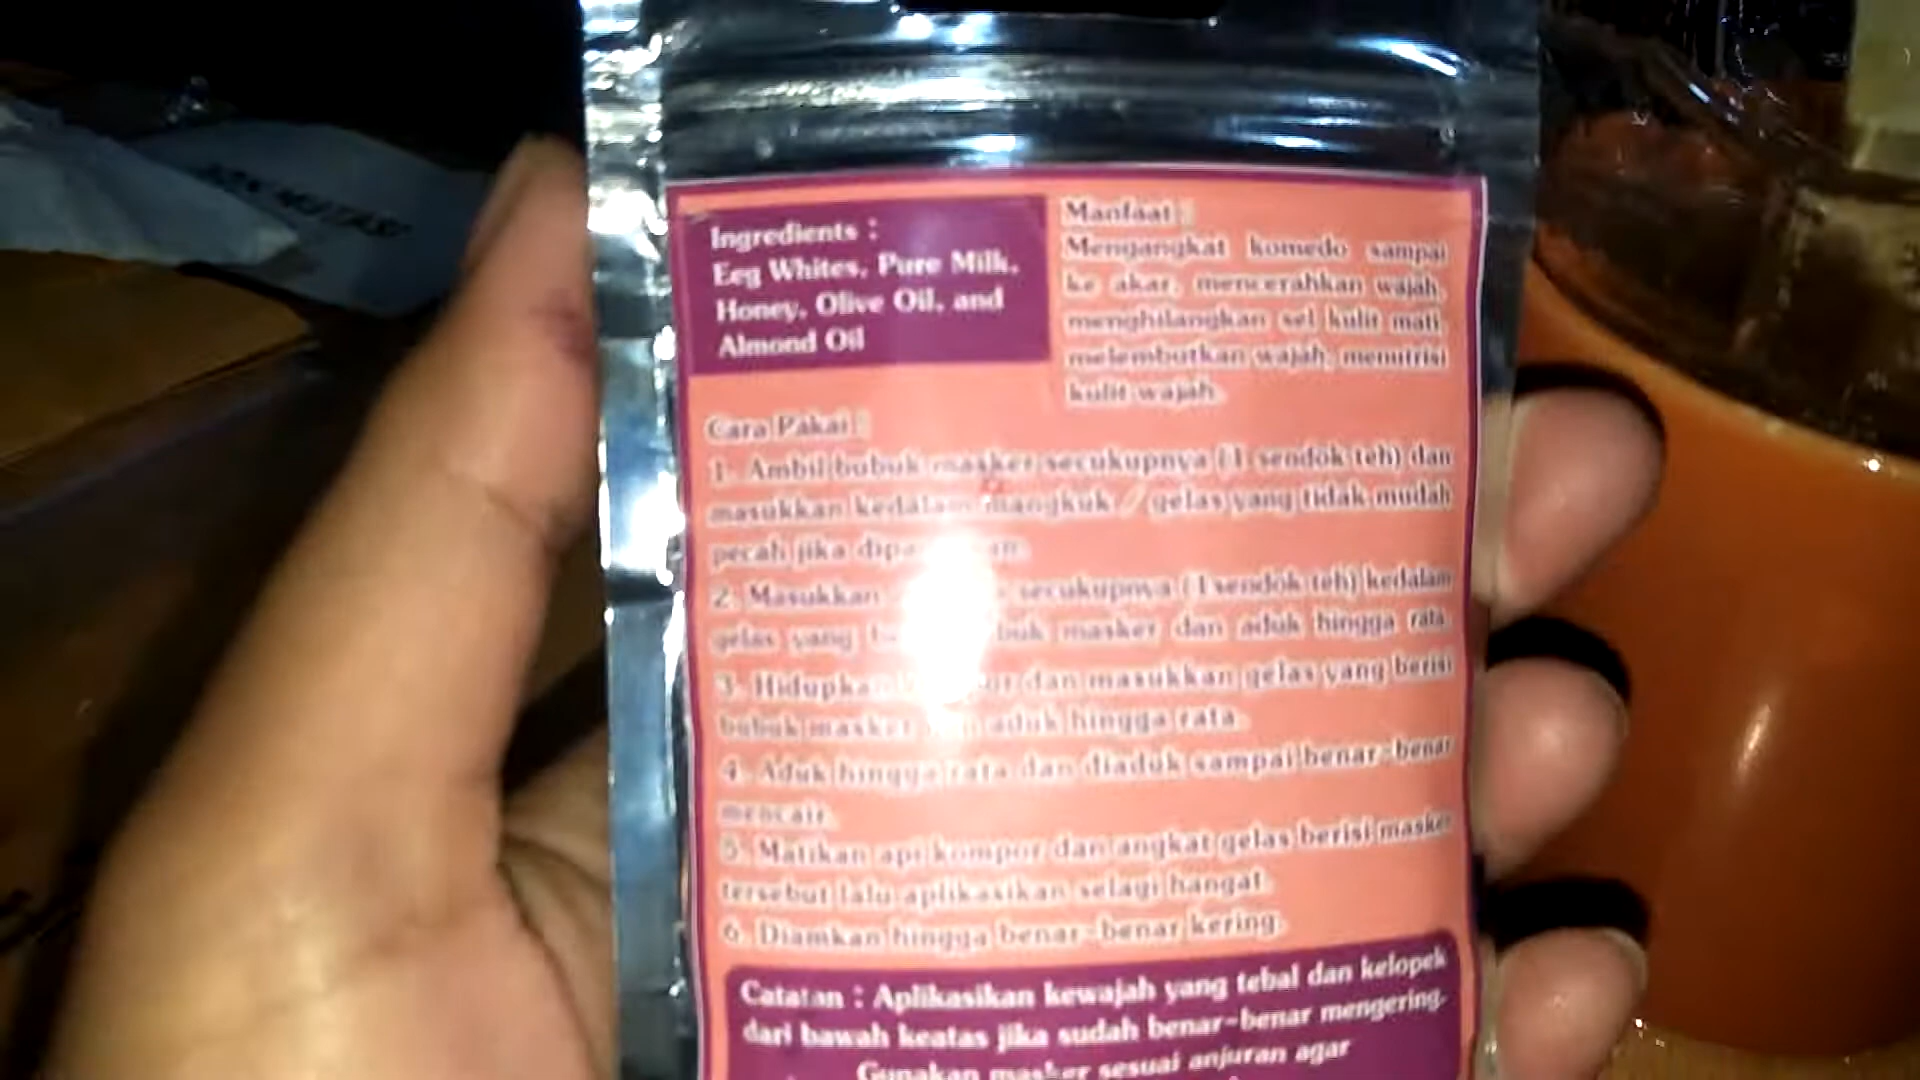 Ingredients :
Eeg Whites, Pure Milk,
Honey, Olive Oil, and
Almond Oil
Manfaat :
Mengangkat komedo sampai
ke akar, mencerahkan wajah,
menghilangkan sel kulit mati,
melembutkan wajah, menutrisi
kulit wajah.
Cara Pakai :
1. Ambil bubuk masker secukupnya (1 sendok teh) dan
masukkan kedalam mangkuk / gelas yang tidak mudah
pecah jika
2. Masukkan secukupnya (1 sendok teh) kedalam
gelas yang masker dan aduk hingga rata.
3. dan masukkan gelas yang berisi
bubuk masker aduk hingga rata.
4. Aduk hingga rata dan diaduk sampai benar-benar
mencair.
5. Matikan api kompor dan angkat gelas berisi masker
tersebut lalu aplikasikan selagi hangat.
6. Diamkan hingga benar-benar kering.
Catatan : Aplikasikan kewajah yang tebal dan kelopek
dari bawah keatas jika sudah benar-benar mengering.
Gunakan masker sesuai anjuran agar